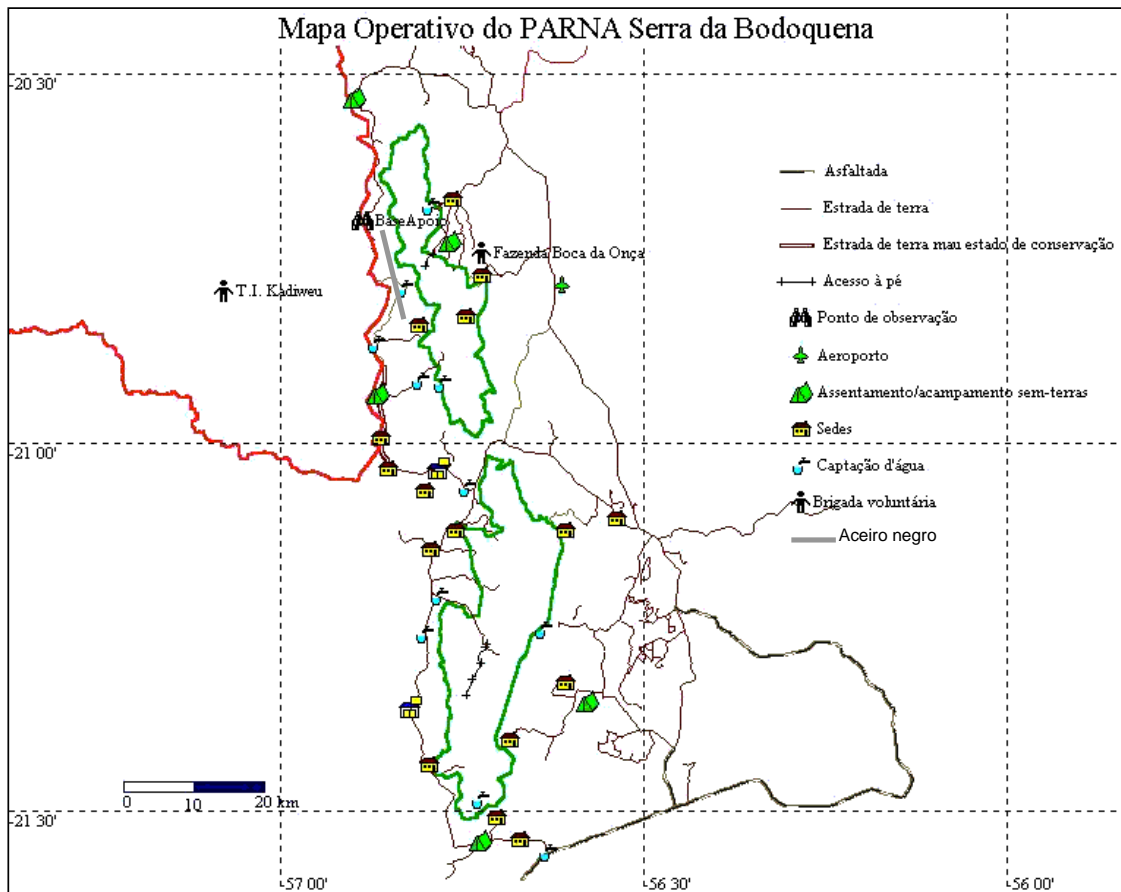 Mapa Operativo do PARNA Serra da Bodoquena
-20 30'
Asfaltada
Estrada de terra
BaseApoio
Estrada de terra mau estado de conservação
Fazenda Boca da Onça
Acesso à pé
T.I. Kadiweu
Ponto de observação
Aeroporto
Assentamento/acampamento sem-terras
Sedes
-21 00'
Captação d'água
Brigada voluntária
Aceiro negro
0 10 20 km
-21 30'
-57 00'
-56 30'
-56 00'